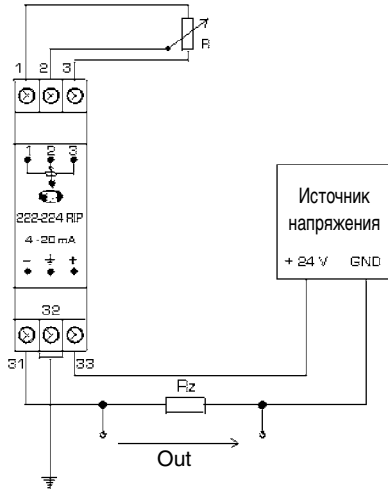 R
1 2 3
1 2 3
222-224 RIP
4-20 mA
– +
32
31 33
Источник
напряжения
+ 24 V GND
Rz
Out